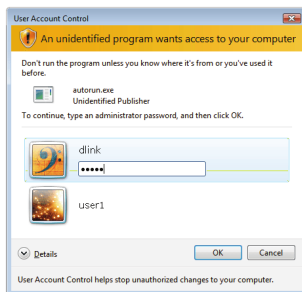 User Account Control
An unidentified program wants access to your computer
Don't run the program unless you know where it's from or you've used it
before.
autorun.exe
Unidentified Publisher
To continue, type an administrator password, and then click OK.
dlink
•••••
user1
Details
OK Cancel
User Account Control helps stop unauthorized changes to your computer.